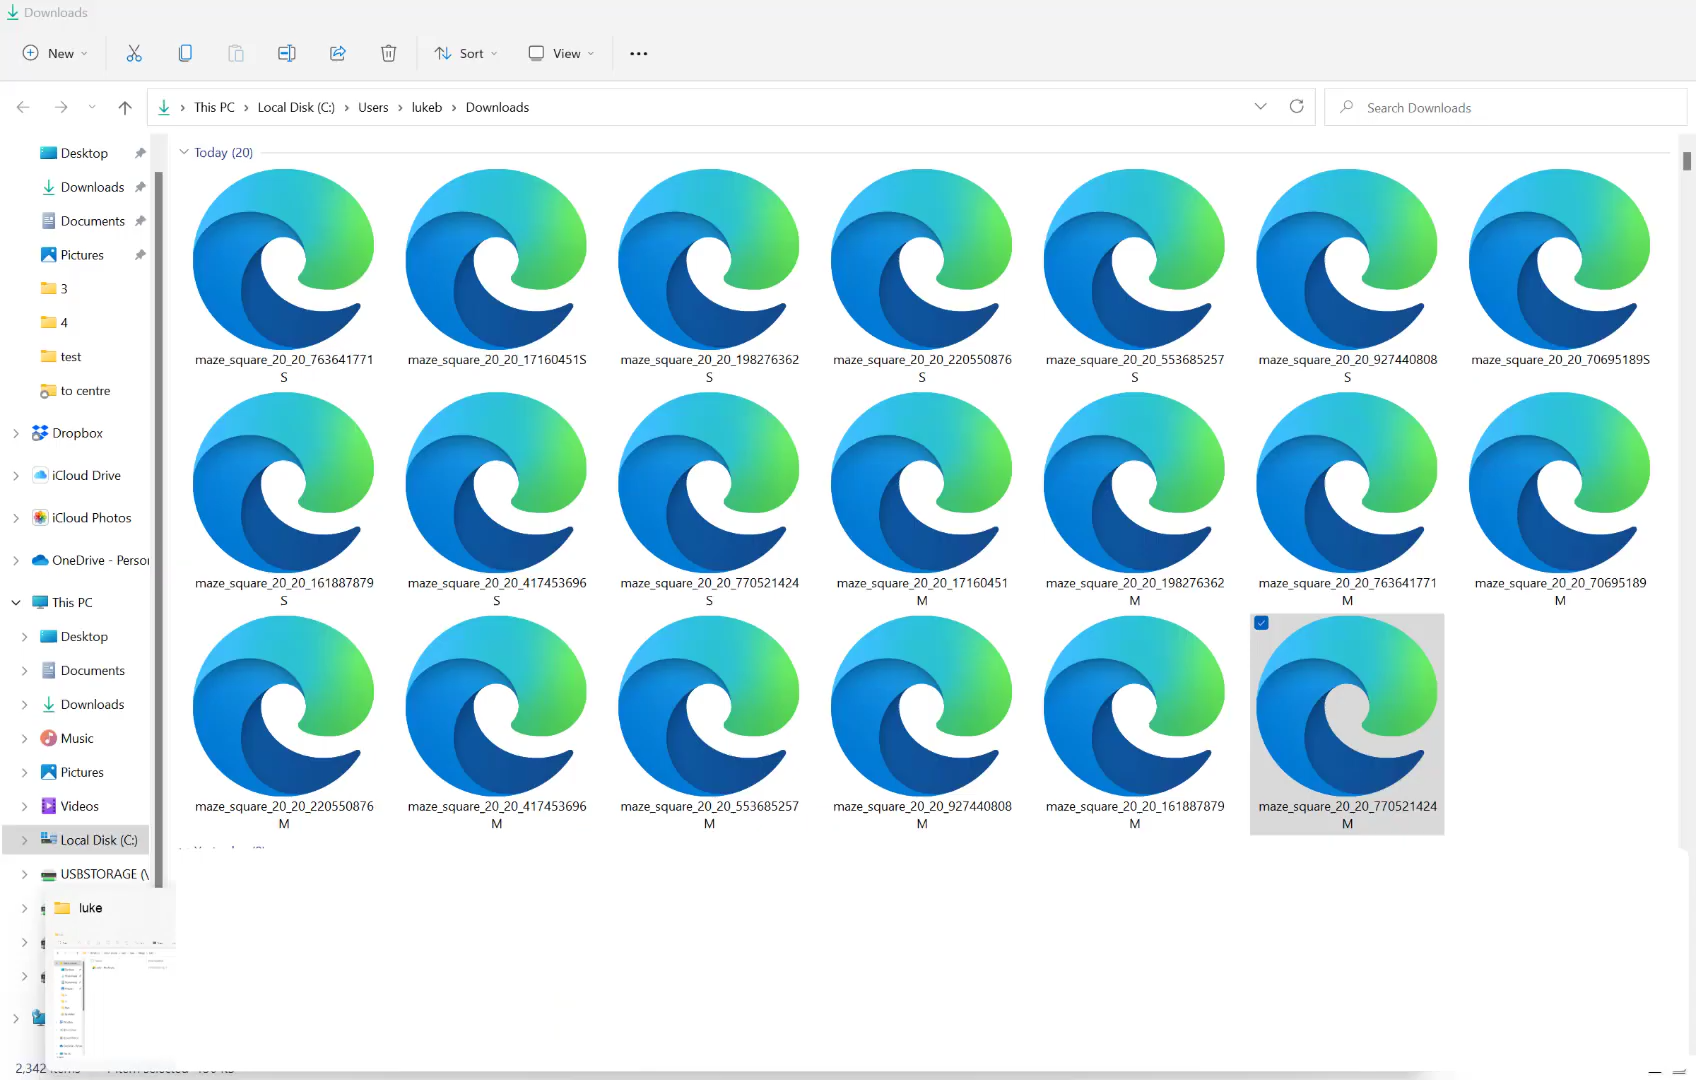 Downloads
New
Sort
View
This PC
Local Disk (C:)
Users
lukeb
Downloads
Search Downloads
Desktop
Downloads
Documents
Pictures
3
4
test
to centre
Dropbox
iCloud Drive
iCloud Photos
OneDrive - Person
This PC
Desktop
Documents
Downloads
Music
Pictures
Videos
Local Disk (C:)
USBSTORAGE (\
luke
Today (20)
maze_square_20_20_763641771
S
maze_square_20_20_17160451S
maze_square_20_20_198276362
S
maze_square_20_20_220550876
S
maze_square_20_20_553685257
S
maze_square_20_20_927440808
S
maze_square_20_20_70695189S
maze_square_20_20_161887879
S
maze_square_20_20_417453696
S
maze_square_20_20_770521424
S
maze_square_20_20_17160451
M
maze_square_20_20_198276362
M
maze_square_20_20_763641771
M
maze_square_20_20_70695189
M
maze_square_20_20_220550876
M
maze_square_20_20_417453696
M
maze_square_20_20_553685257
M
maze_square_20_20_927440808
M
maze_square_20_20_161887879
M
maze_square_20_20_770521424
M
2,342 items